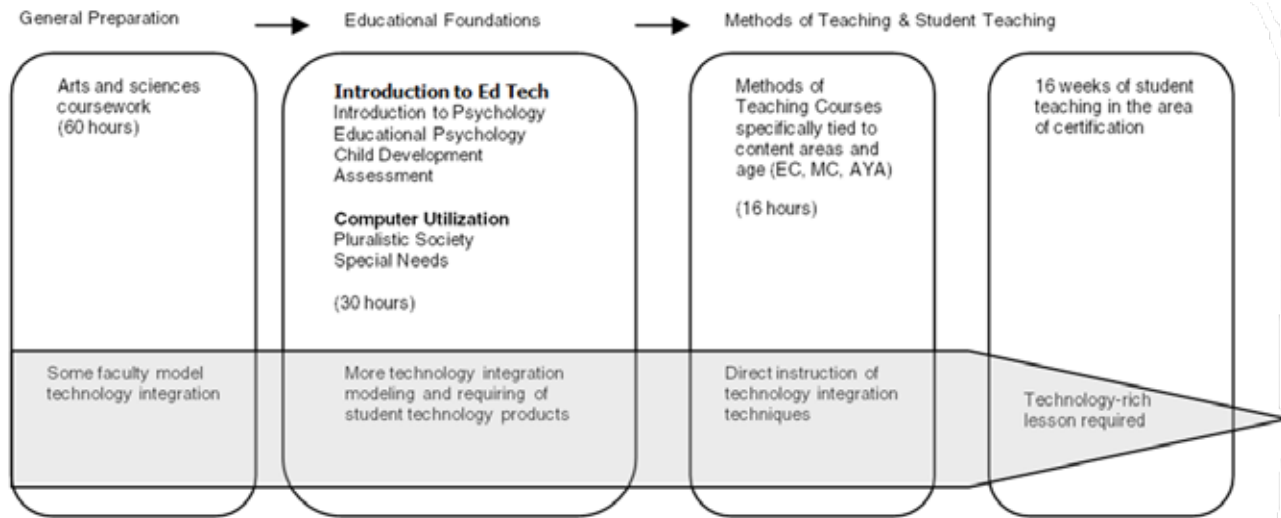 General Preparation
Educational Foundations
Methods of Teaching & Student Teaching
Arts and sciences
coursework
(60 hours)
Introduction to Ed Tech
Introduction to Psychology
Educational Psychology
Child Development
Assessment
Computer Utilization
Pluralistic Society
Special Needs
(30 hours)
Methods of
Teaching Courses
specifically tied to
content areas and
age (EC, MC, AYA)
(16 hours)
16 weeks of student
teaching in the area
of certification
Some faculty model
technology integration
More technology integration
modeling and requiring of
student technology products
Direct instruction of
technology integration
techniques
Technology-rich
lesson required